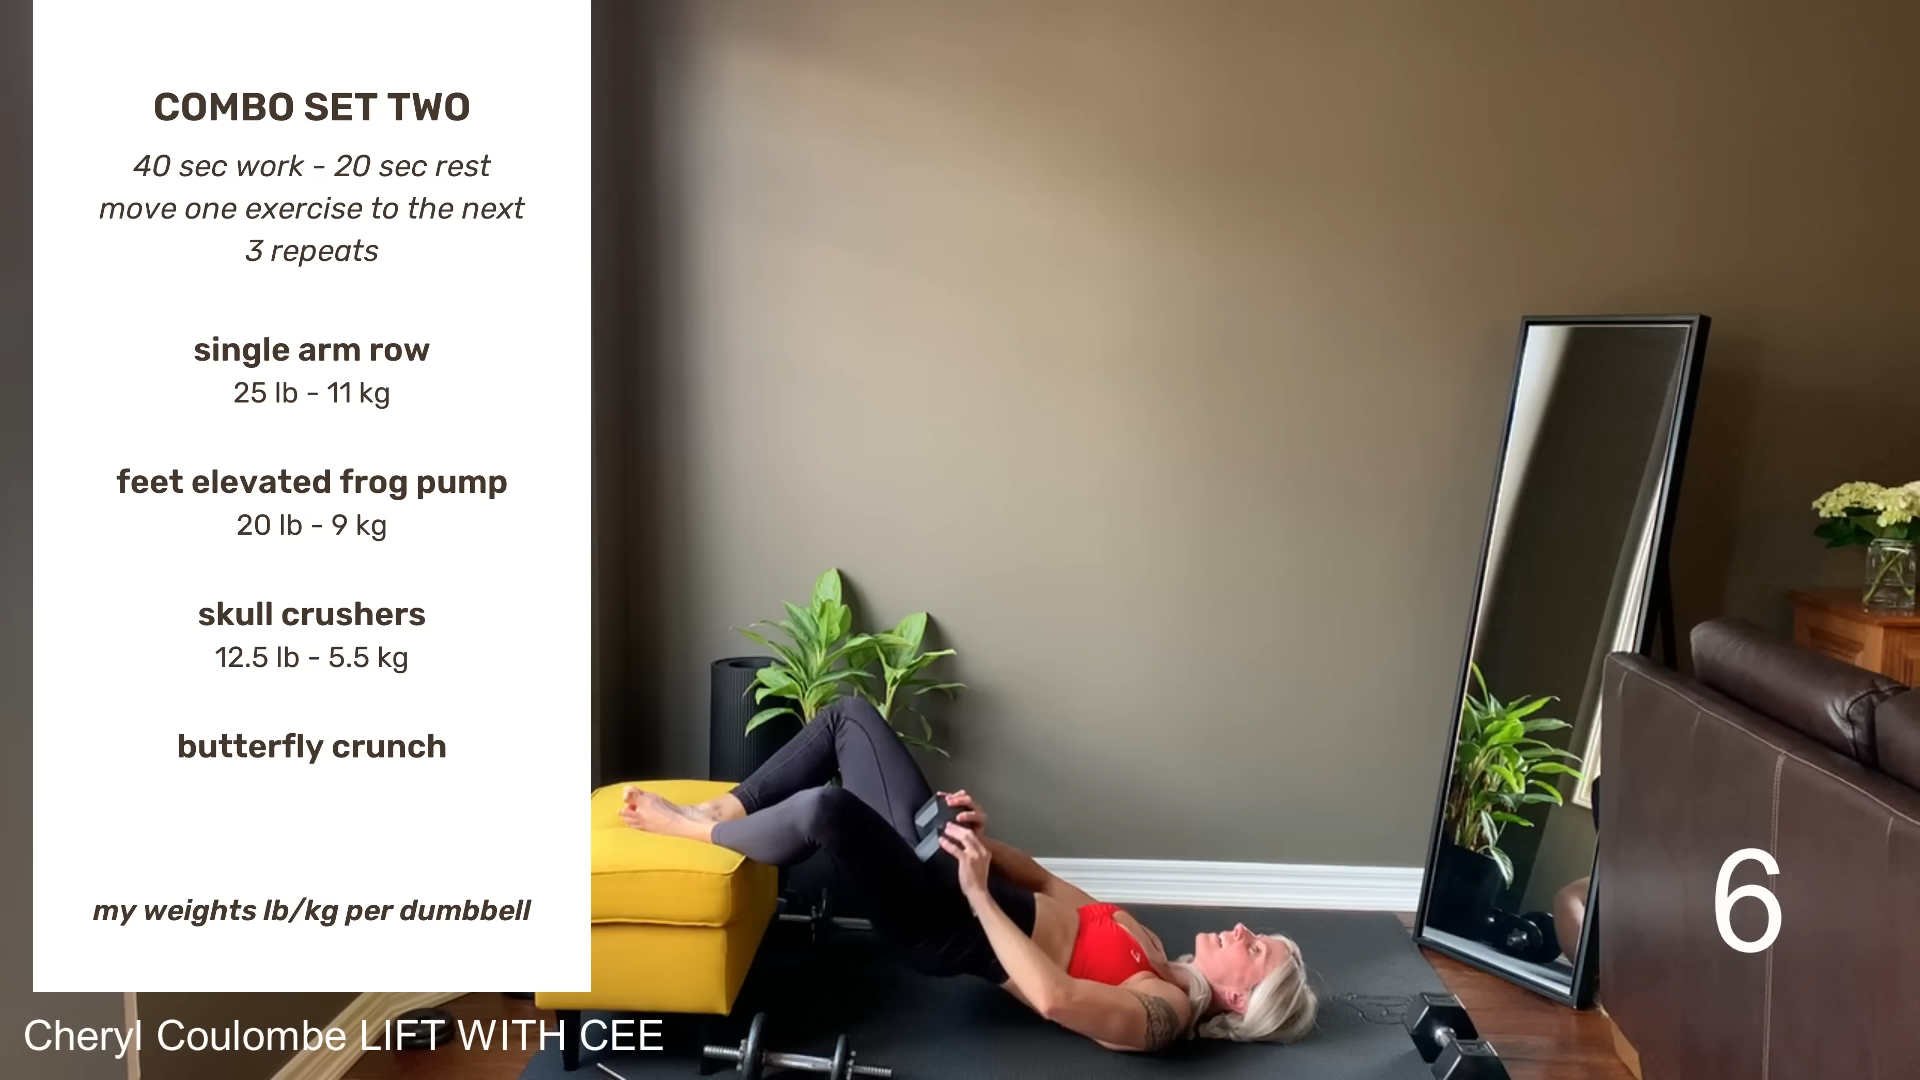 COMBO SET TWO
40 sec work - 20 sec rest
move one exercise to the next
3 repeats
single arm row
25 lb - 11 kg
feet elevated frog pump
20 lb - 9 kg
skull crushers
12.5 lb - 5.5 kg
butterfly crunch
my weights lb/kg per dumbbell
6
Cheryl Coulombe LIFT WITH CEE